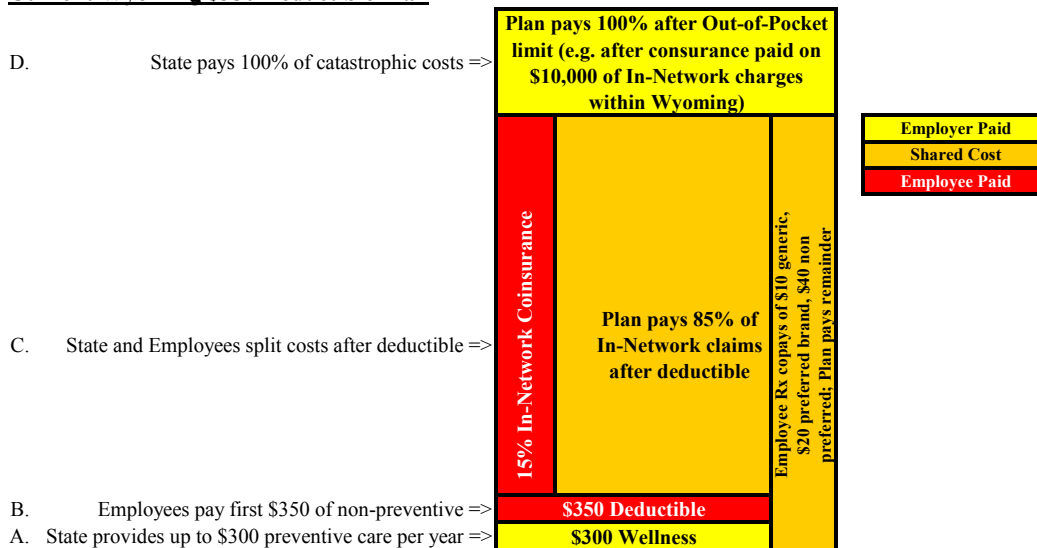 Plan pays 100% after Out-of-Pocket
limit (e.g. after consurance paid on
$10,000 of In-Network charges
within Wyoming)
D. State pays 100% of catastrophic costs =>
Employer Paid
Shared Cost
Employee Paid
15% In-Network Coinsurance
Plan pays 85% of
In-Network claims
after deductible
Employee Rx copays of $10 generic,
$20 preferred brand, $40 non
preferred; Plan pays remainder
C. State and Employees split costs after deductible =>
B. Employees pay first $350 of non-preventive =>
$350 Deductible
A. State provides up to $300 preventive care per year =>
$300 Wellness